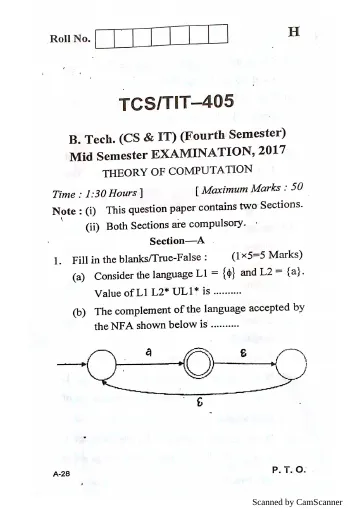 Roll No.
H
TCS/TIT–405
B. Tech. (CS & IT) (Fourth Semester)
Mid Semester EXAMINATION, 2017
THEORY OF COMPUTATION
Time : 1:30 Hours ] [ Maximum Marks : 50
Note : (i) This question paper contains two Sections.
(ii) Both Sections are compulsory.
Section—A
1. Fill in the blanks/True-False : (1×5=5 Marks)
(a) Consider the language L1 = {ϕ} and L2 = {a}.
Value of L1 L2* UL1* is ..........
(b) The complement of the language accepted by
the NFA shown below is ..........
a ε
ε
A-28 P. T. O.
Scanned by CamScanner